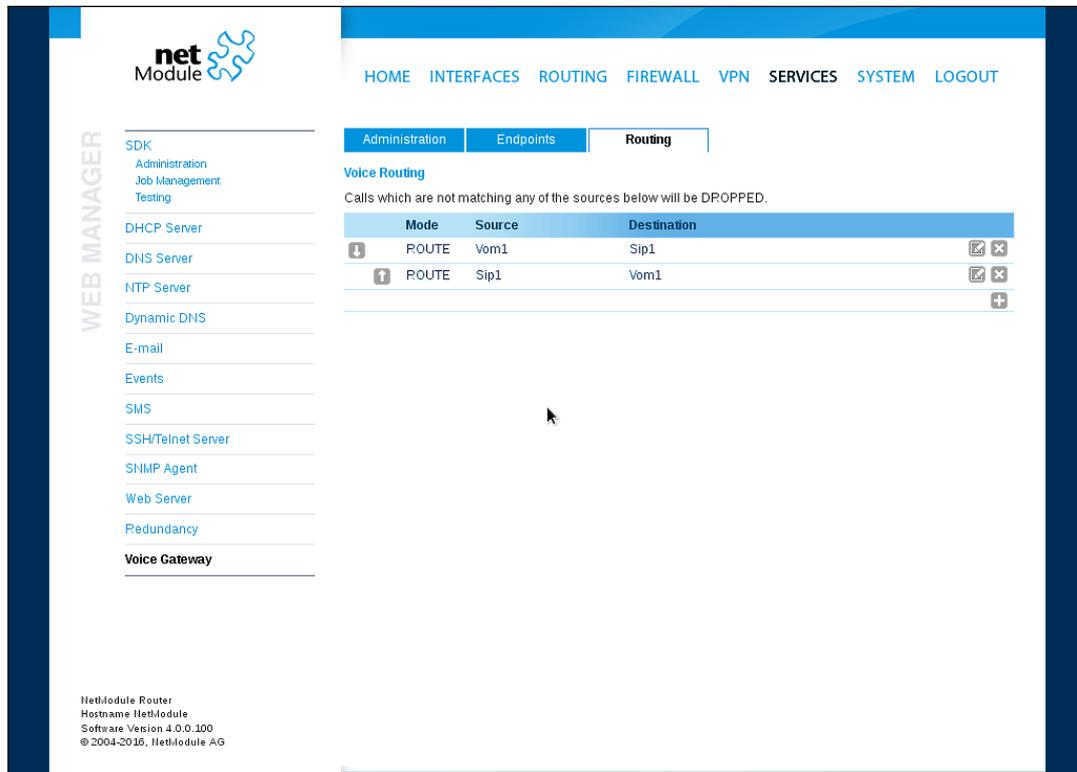 net
Module
HOME INTERFACES ROUTING FIREWALL VPN SERVICES SYSTEM LOGOUT
WEB MANAGER
SDK
Administration
Job Management
Testing
DHCP Server
DNS Server
NTP Server
Dynamic DNS
E-mail
Events
SMS
SSH/Telnet Server
SNMP Agent
Web Server
Redundancy
Voice Gateway
Administration Endpoints Routing
Voice Routing
Calls which are not matching any of the sources below will be DROPPED.
Mode Source Destination
ROUTE Vom1 Sip1
ROUTE Sip1 Vom1
NetModule Router
Hostname NetModule
Software Version 4.0.0.100
© 2004-2016, NetModule AG